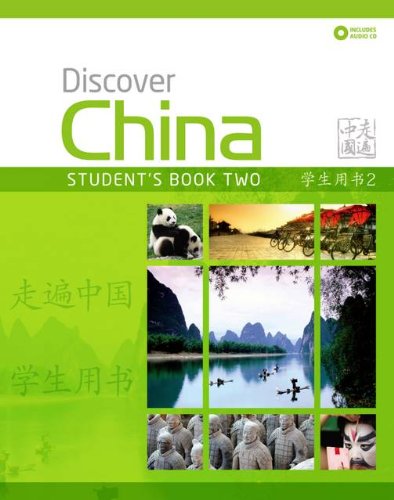 INCLUDES
AUDIO CD
Discover
China
走遍
中國
STUDENT'S BOOK TWO
学生用书2
走遍中国
学生用书